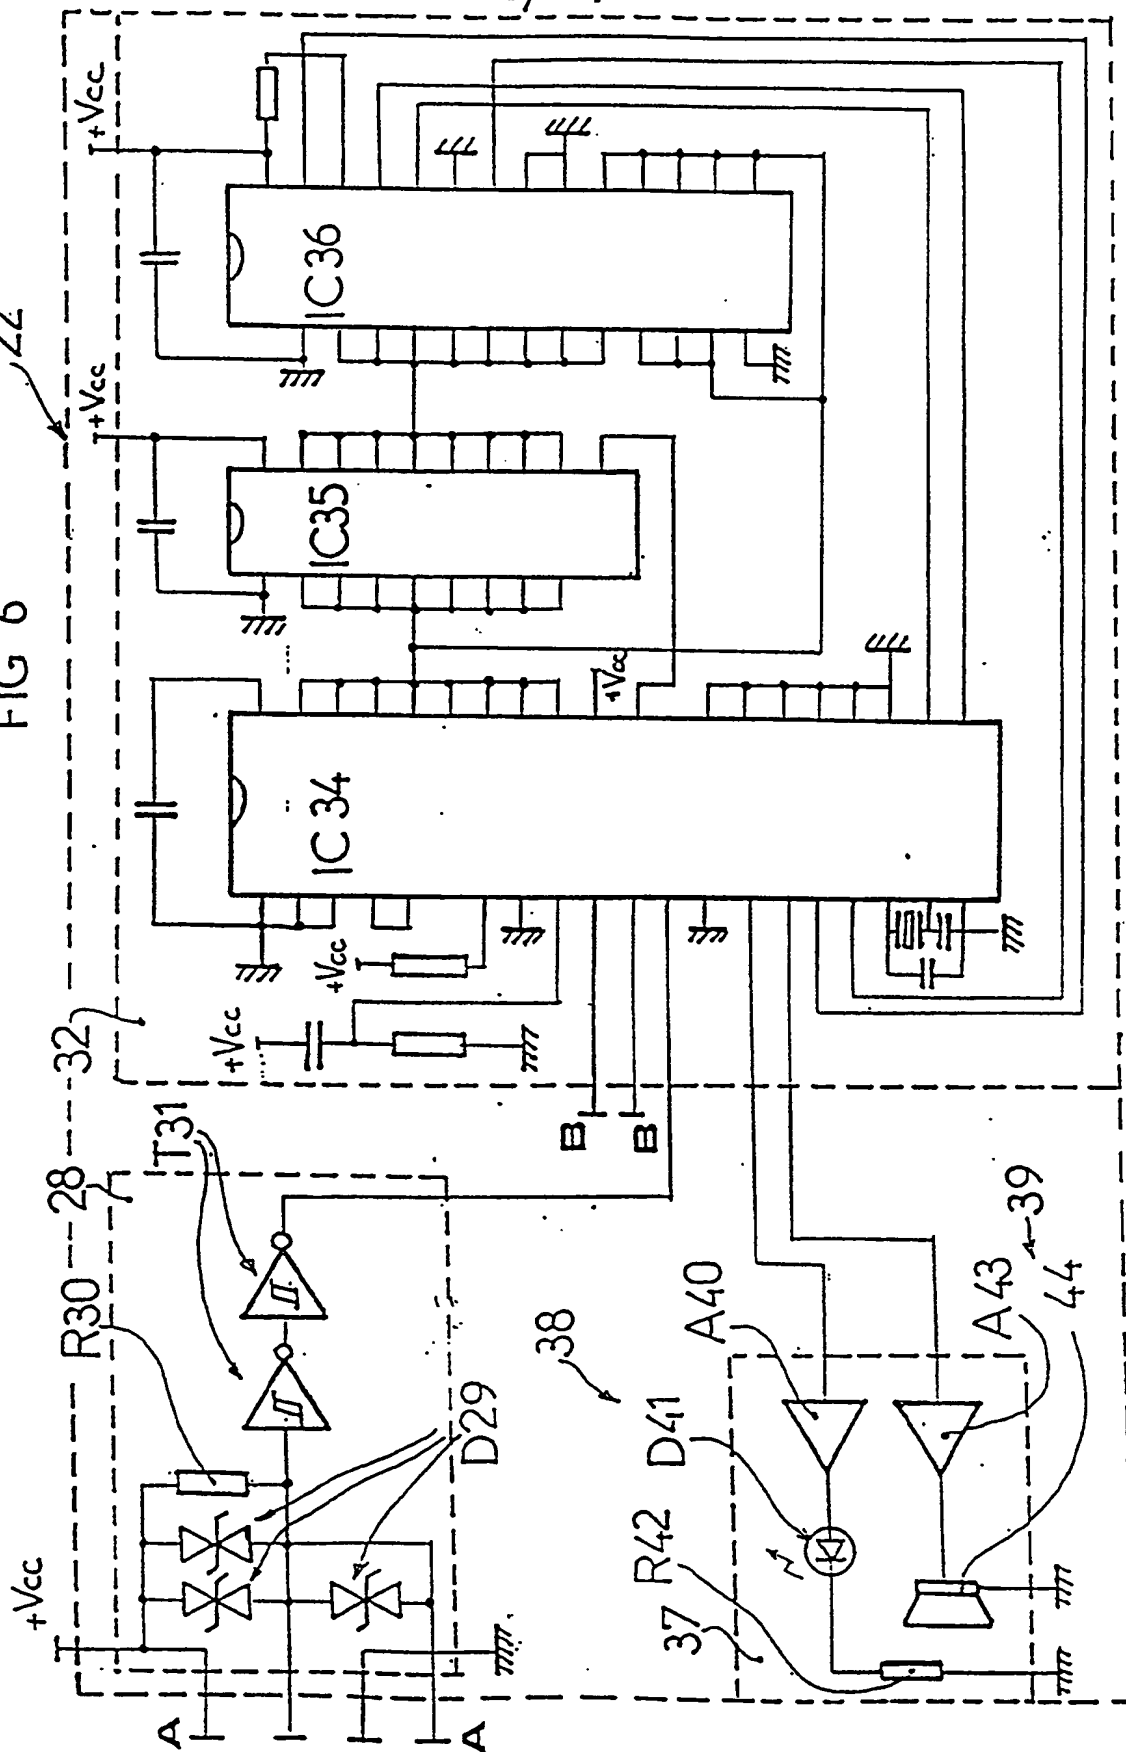 FIG 6
22
+Vcc
+Vcc
IC36
IC35
IC34
+Vcc
+Vcc
+Vcc
32
28
T31
R30
D29
+Vcc
A
A
B
B
38
39
A40
A43
44
D41
R42
37